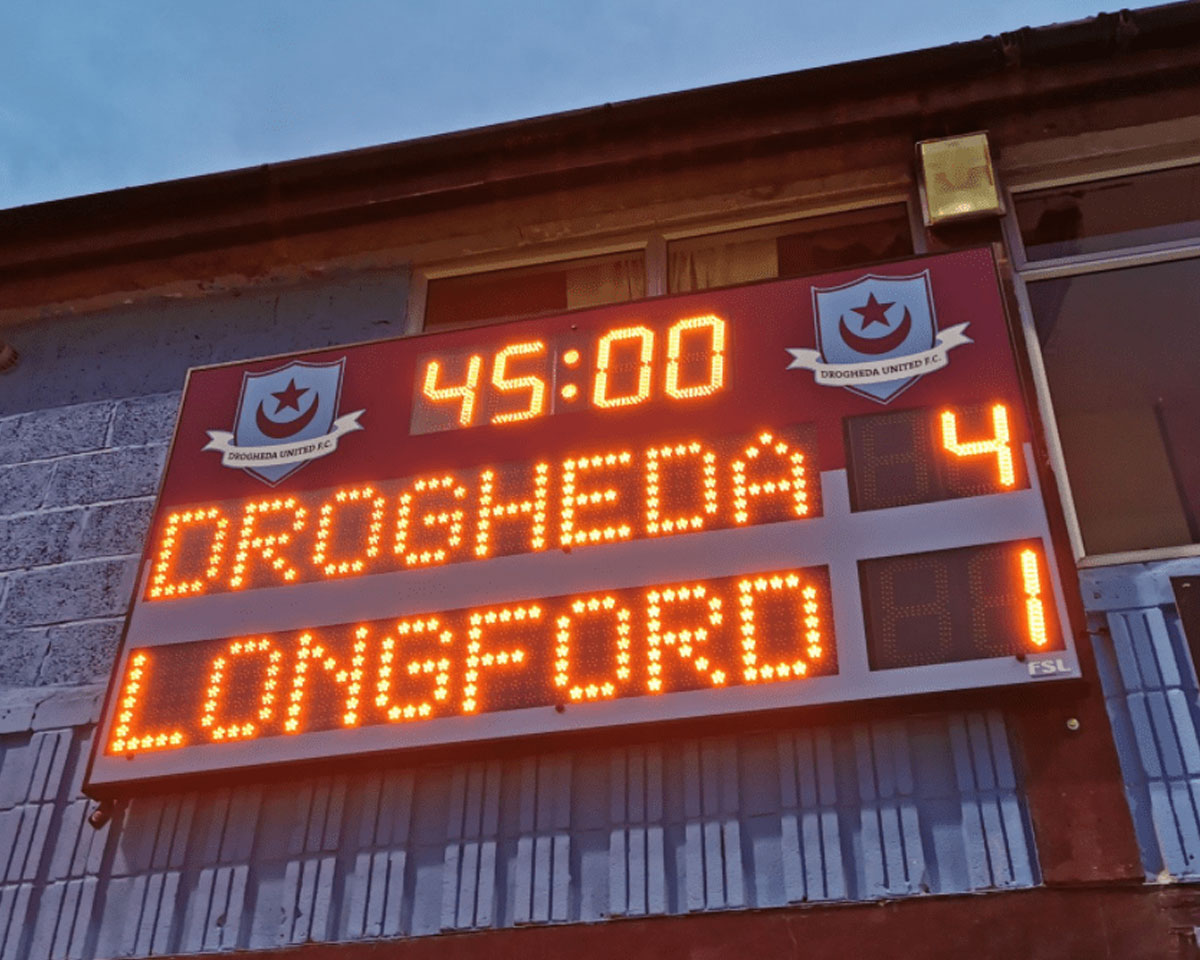 45:00
DROGHEDA UNITED F.C.
DROGHEDA UNITED F.C.
DROGHEDA 4
LONGFORD 1
FSL